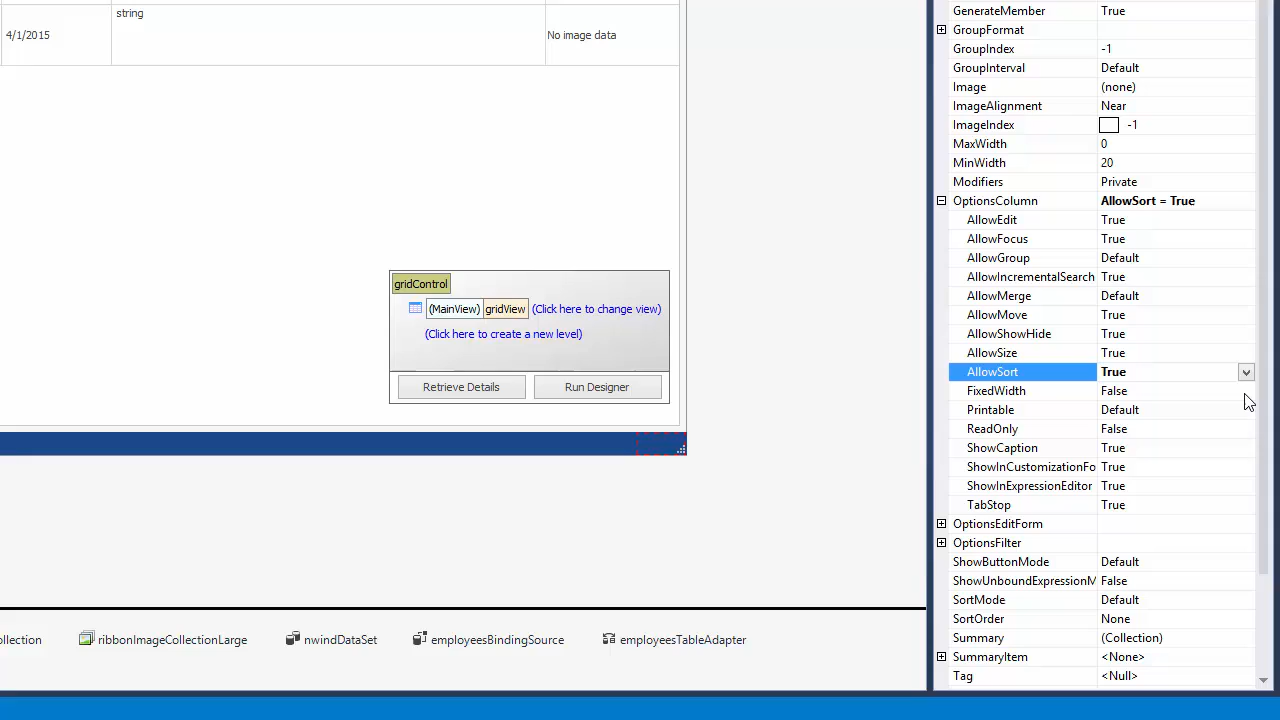 string
4/1/2015
No image data
gridControl
(MainView) gridView (Click here to change view)
(Click here to create a new level)
Retrieve Details Run Designer
ollection ribbonImageCollectionLarge nwindDataSet employeesBindingSource employeesTableAdapter
GenerateMember True
GroupFormat
GroupIndex -1
GroupInterval Default
Image (none)
ImageAlignment Near
ImageIndex -1
MaxWidth 0
MinWidth 20
Modifiers Private
OptionsColumn AllowSort = True
AllowEdit True
AllowFocus True
AllowGroup Default
AllowIncrementalSearch True
AllowMerge Default
AllowMove True
AllowShowHide True
AllowSize True
AllowSort True
FixedWidth False
Printable Default
ReadOnly False
ShowCaption True
ShowInCustomizationFo True
ShowInExpressionEditor True
TabStop True
OptionsEditForm
OptionsFilter
ShowButtonMode Default
ShowUnboundExpressionM False
SortMode Default
SortOrder None
Summary (Collection)
SummaryItem <None>
Tag <Null>